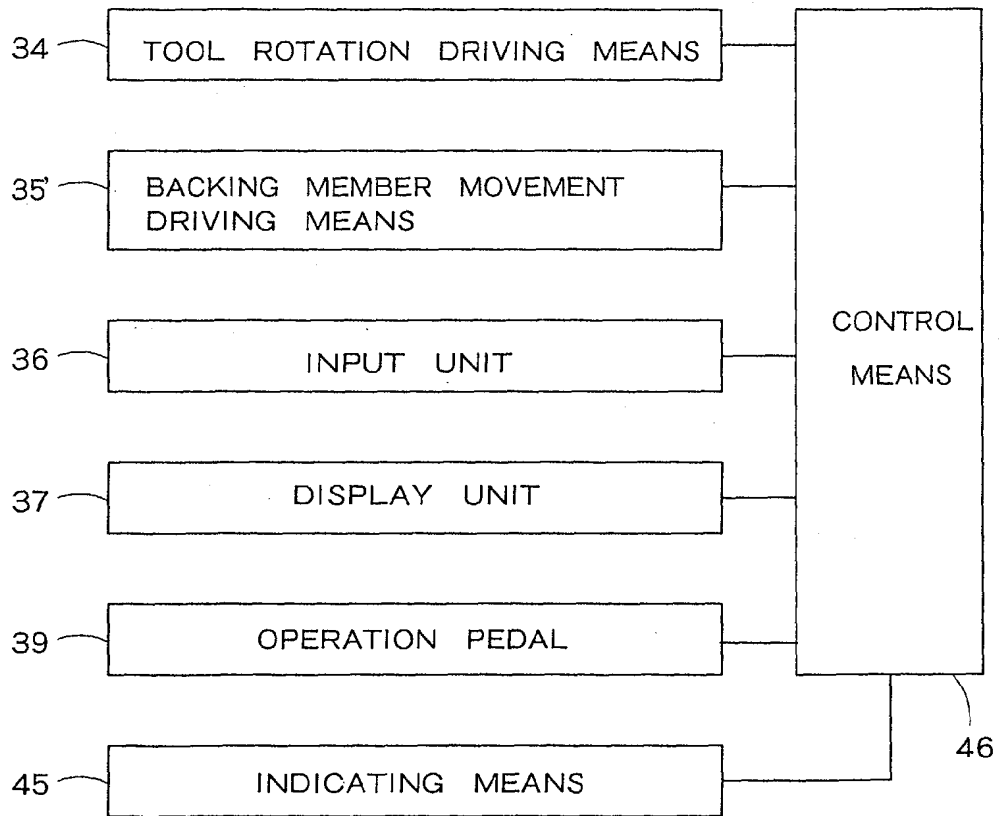 34 TOOL ROTATION DRIVING MEANS
35' BACKING MEMBER MOVEMENT
DRIVING MEANS
36 INPUT UNIT
CONTROL
MEANS
37 DISPLAY UNIT
39 OPERATION PEDAL
46
45 INDICATING MEANS